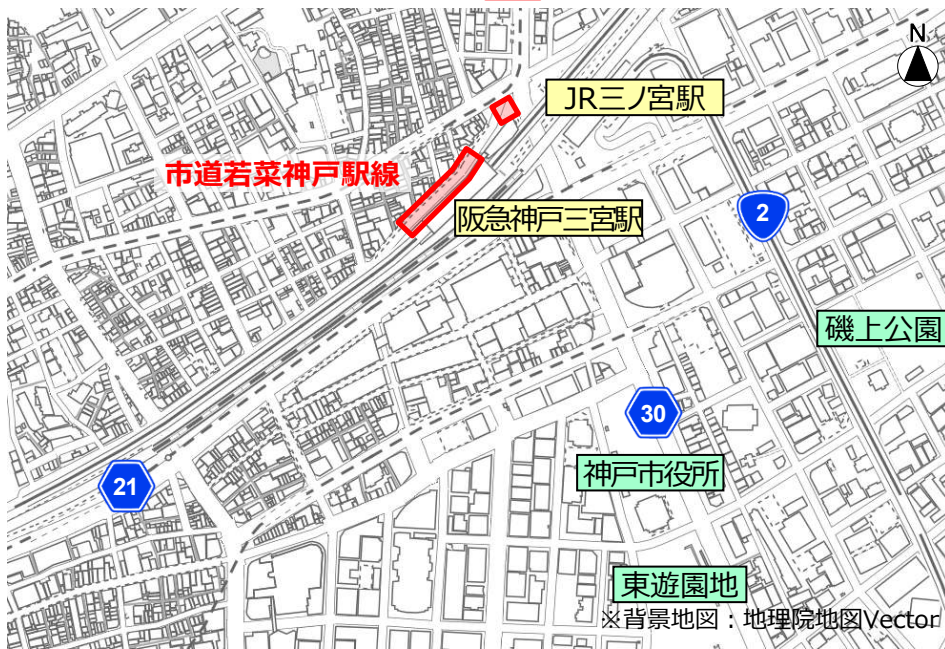 N
JR三ノ宮駅
市道若菜神戸駅線
阪急神戸三宮駅
2
磯上公園
30
神戸市役所
21
東遊園地
※背景地図：地理院地図Vector